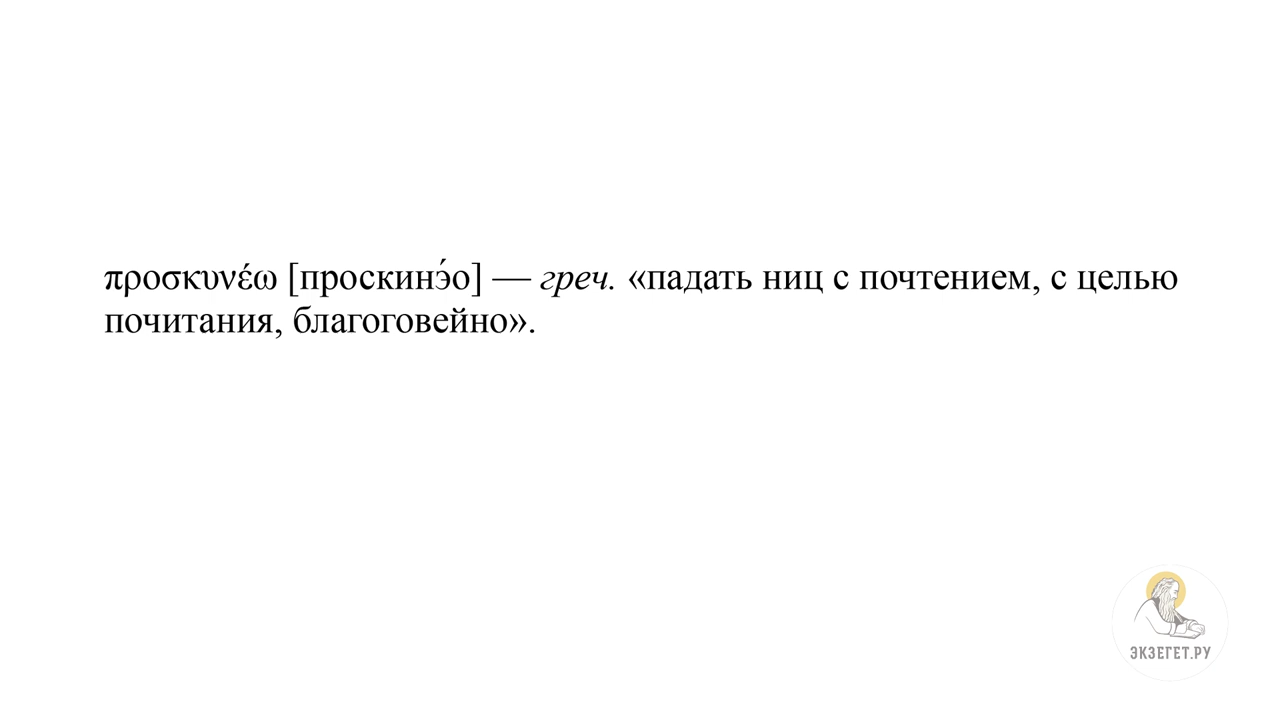 προσκυνέω [проскинэ́о] — греч. «падать ниц с почтением, с целью
почитания, благоговейно».
ЭКЗЕГЕТ.РУ